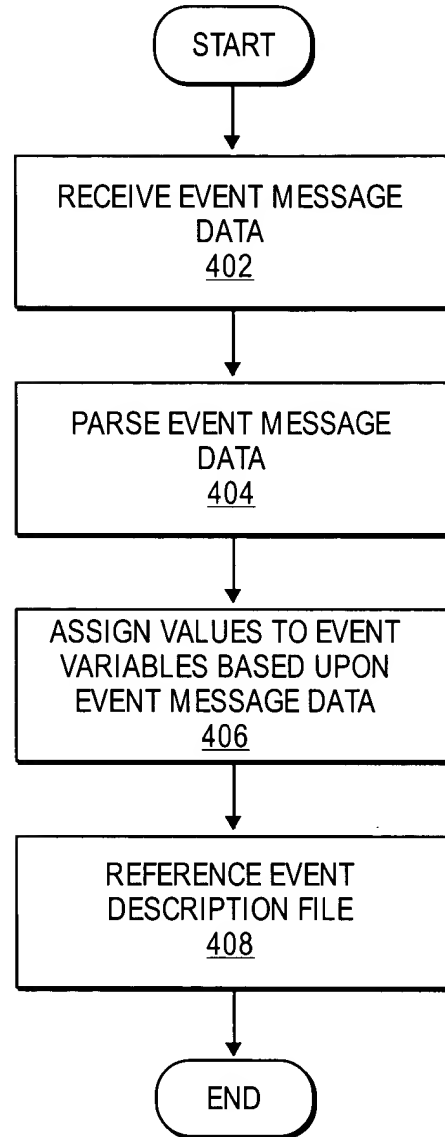 START
RECEIVE EVENT MESSAGE
DATA
402
PARSE EVENT MESSAGE
DATA
404
ASSIGN VALUES TO EVENT
VARIABLES BASED UPON
EVENT MESSAGE DATA
406
REFERENCE EVENT
DESCRIPTION FILE
408
END